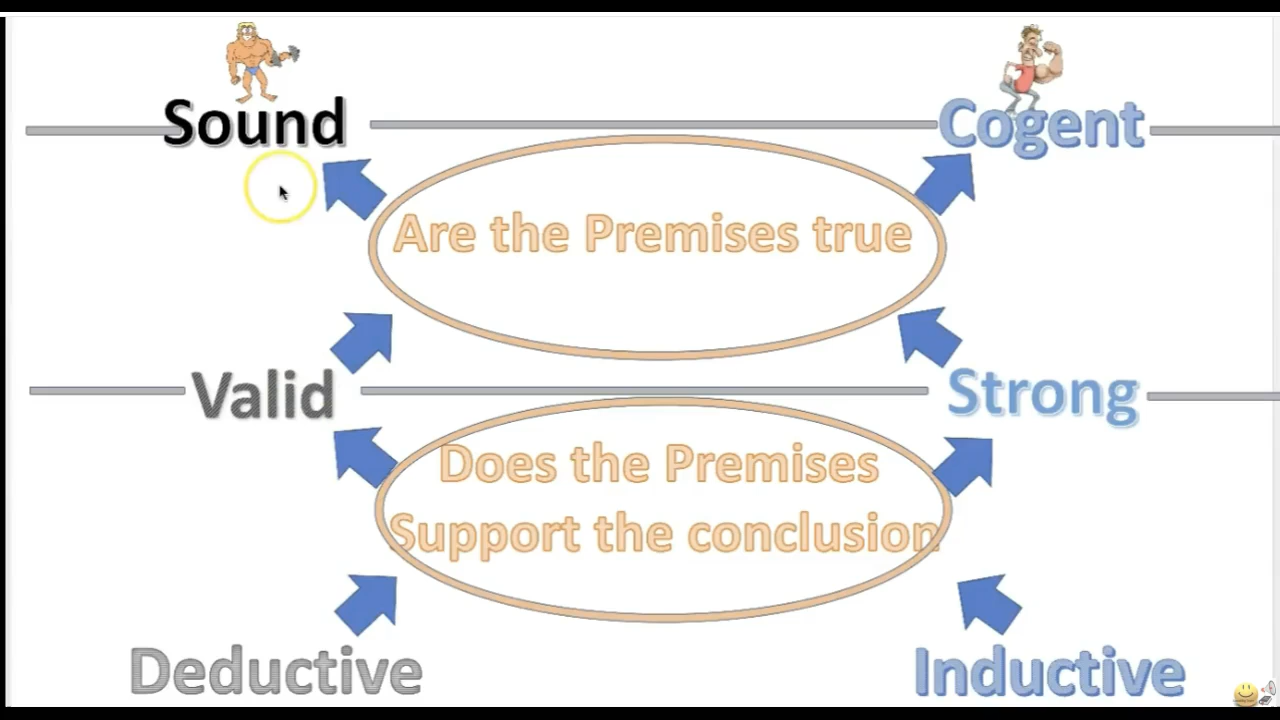 Sound
Cogent
Are the Premises true
Valid
Strong
Does the Premises
Support the conclusion
Deductive
Inductive